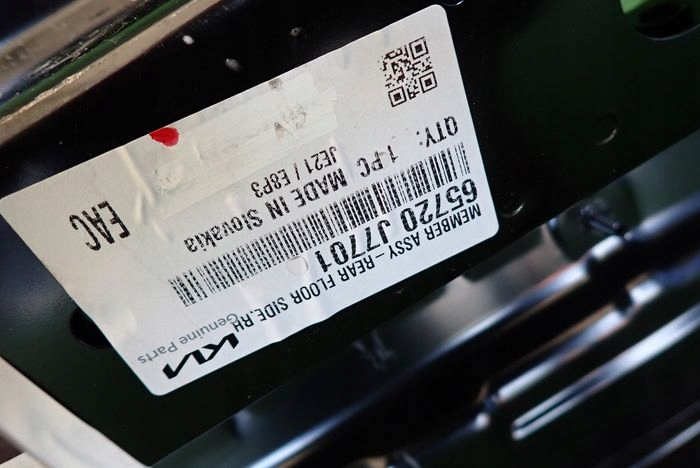 KIA
Genuine Parts
MEMBER ASSY-REAR FLOOR SIDE.RH
65720 J7701
QTY: 1 PC MADE IN Slovakia
JE21 / E8P3
EAC